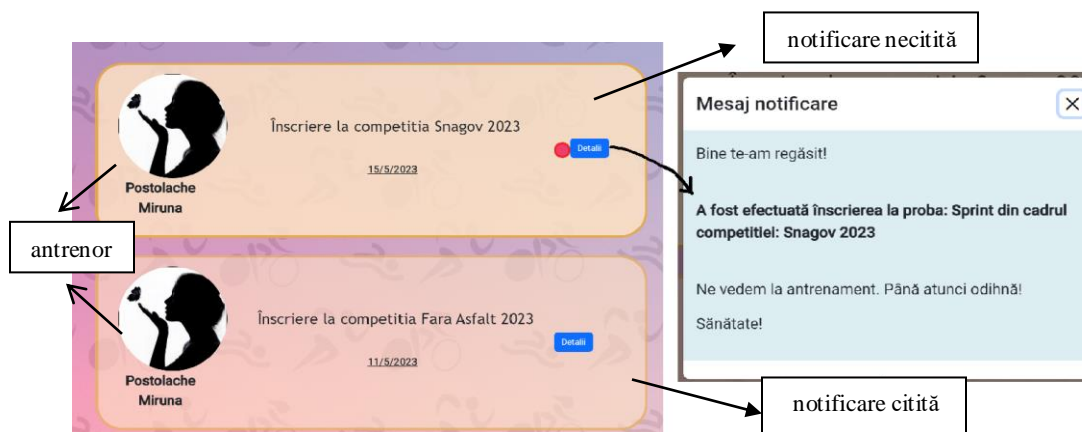 notificare necitită
Înscriere la competitia Snagov 2023
Detalii
15/5/2023
Postolache
Miruna
antrenor
Înscriere la competitia Fara Asfalt 2023
Detalii
11/5/2023
Postolache
Miruna
Mesaj notificare
Bine te-am regăsit!
A fost efectuată înscrierea la proba: Sprint din cadrul
competitiei: Snagov 2023
Ne vedem la antrenament. Până atunci odihnă!
Sănătate!
notificare citită